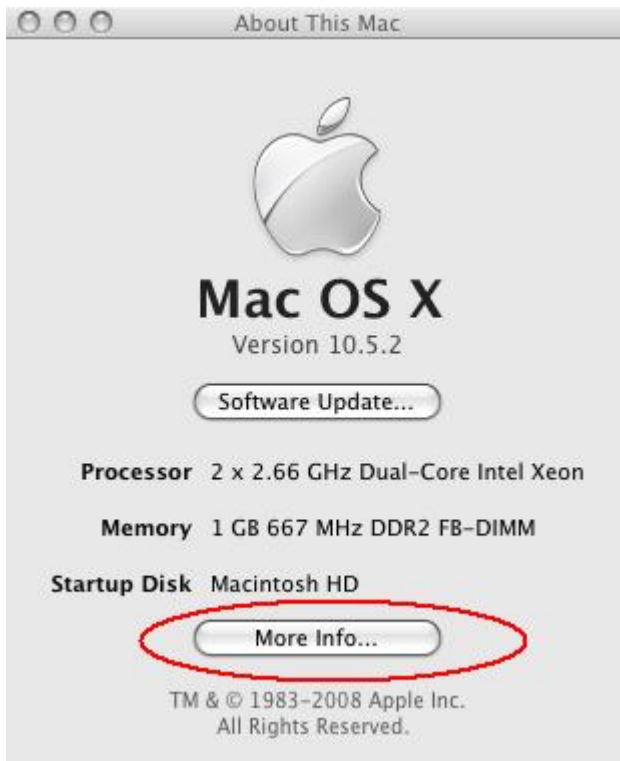 About This Mac
Mac OS X
Version 10.5.2
Software Update...
Processor 2 x 2.66 GHz Dual-Core Intel Xeon
Memory 1 GB 667 MHz DDR2 FB-DIMM
Startup Disk Macintosh HD
More Info...
TM & © 1983-2008 Apple Inc.
All Rights Reserved.